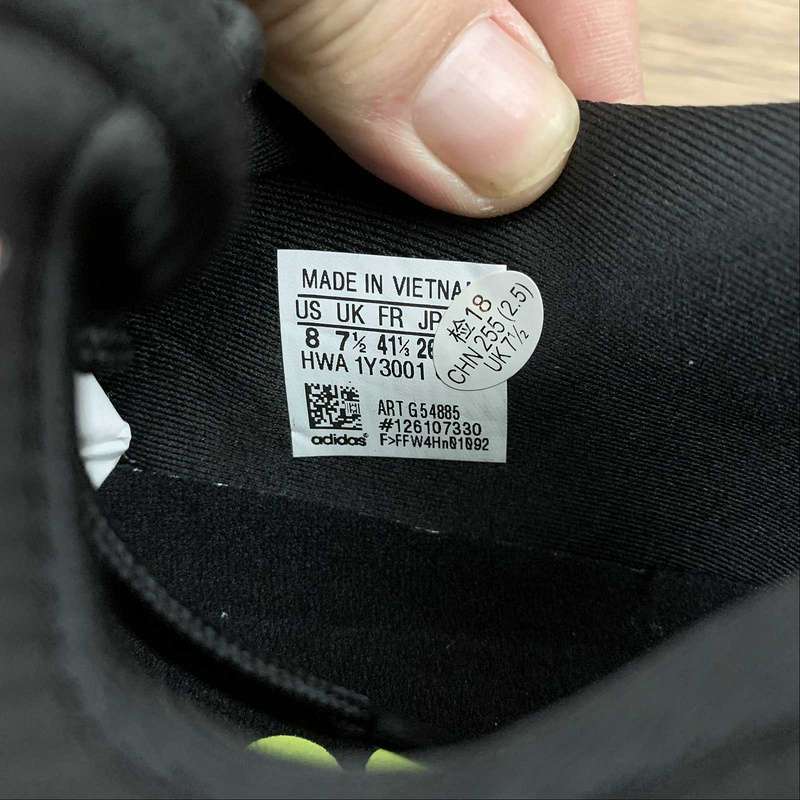 MADE IN VIETNA
US UK FR JP
8 7½ 41⅓ 26
HWA 1Y3001
ART G54885
#126107330
adidas
F>FFW4Hn01092
检18
CHN 255(2.5)
UK 7½